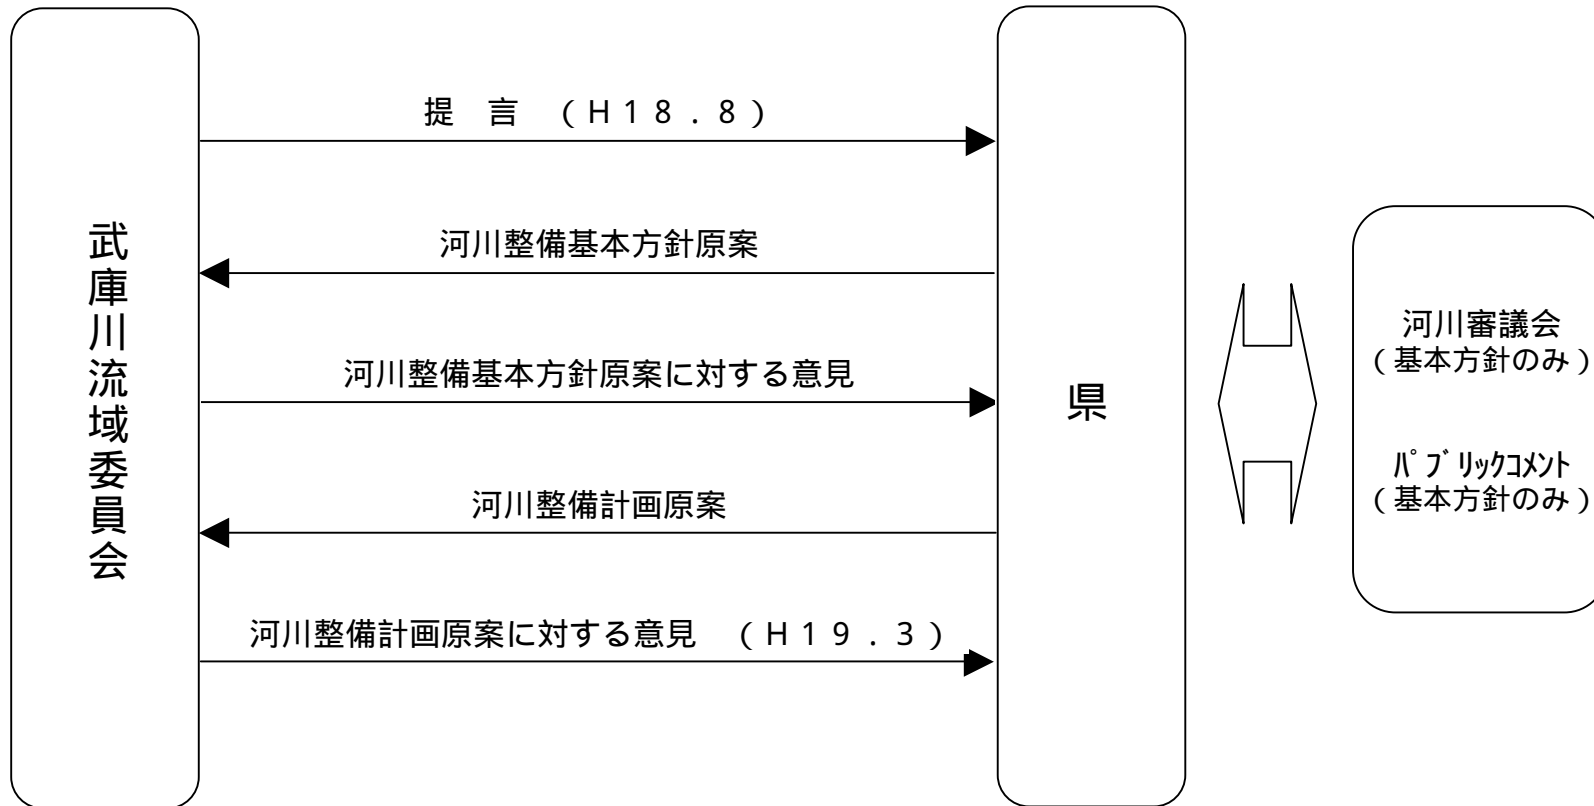 武庫川流域委員会
提　言　（Ｈ１８．８）
河川整備基本方針原案
河川整備基本方針原案に対する意見
河川整備計画原案
河川整備計画原案に対する意見　（Ｈ１９．３）
県
河川審議会
（基本方針のみ）
ﾊﾟﾌﾞﾘｯｸｺﾒﾝﾄ
（基本方針のみ）